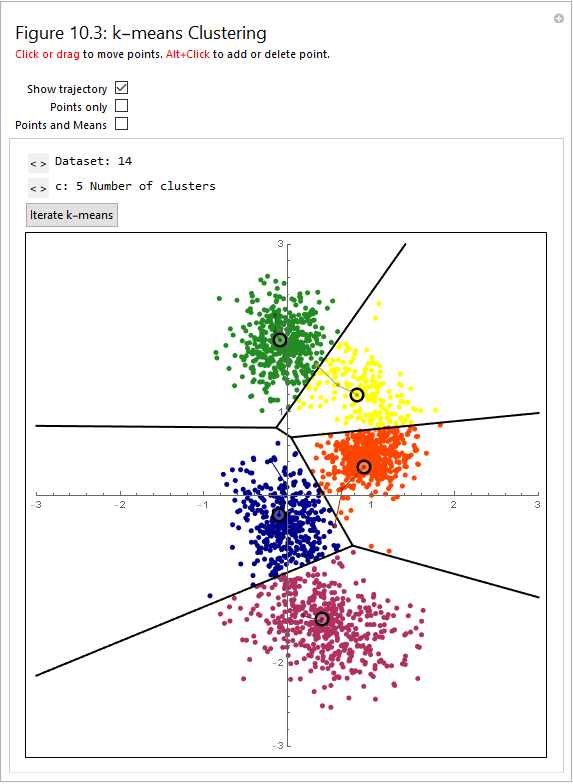 Figure 10.3: k−means Clustering
Click or drag to move points. Alt+Click to add or delete point.
Show trajectory
Points only
Points and Means
< > Dataset: 14
< > c: 5 Number of clusters
Iterate k−means
3
1
−3
−2
−1
1
2
3
−2
−3